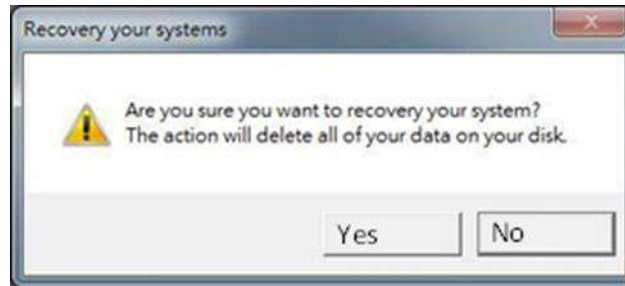 Recovery your systems
Are you sure you want to recovery your system?
The action will delete all of your data on your disk.
Yes
No